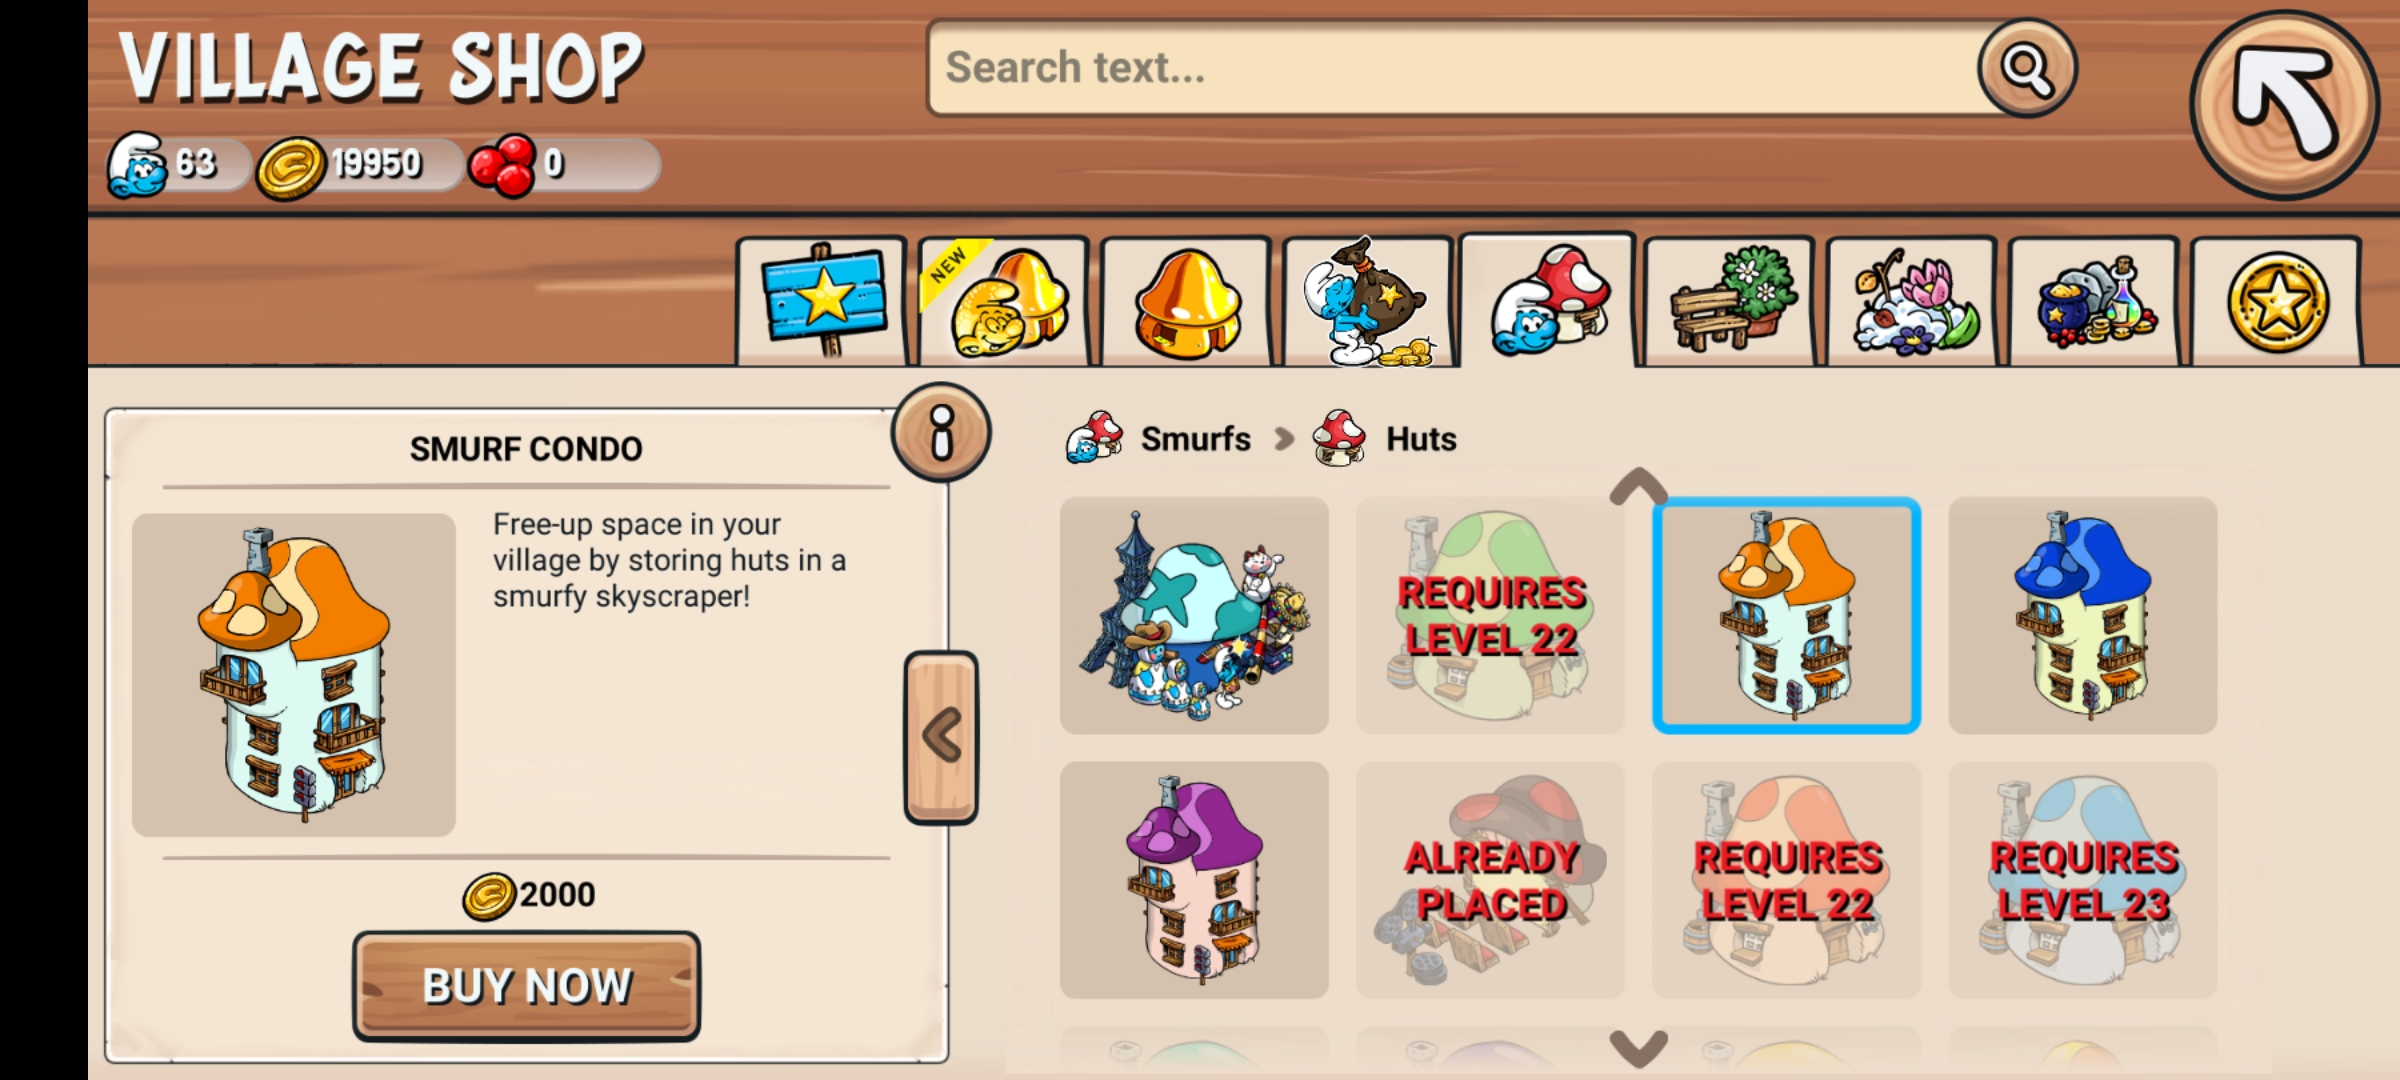 VILLAGE SHOP
Search text...
63
19950
0
NEW
SMURF CONDO
Free-up space in your
village by storing huts in a
smurfy skyscraper!
2000
BUY NOW
Smurfs
Huts
REQUIRES
LEVEL 22
ALREADY
PLACED
REQUIRES
LEVEL 22
REQUIRES
LEVEL 23